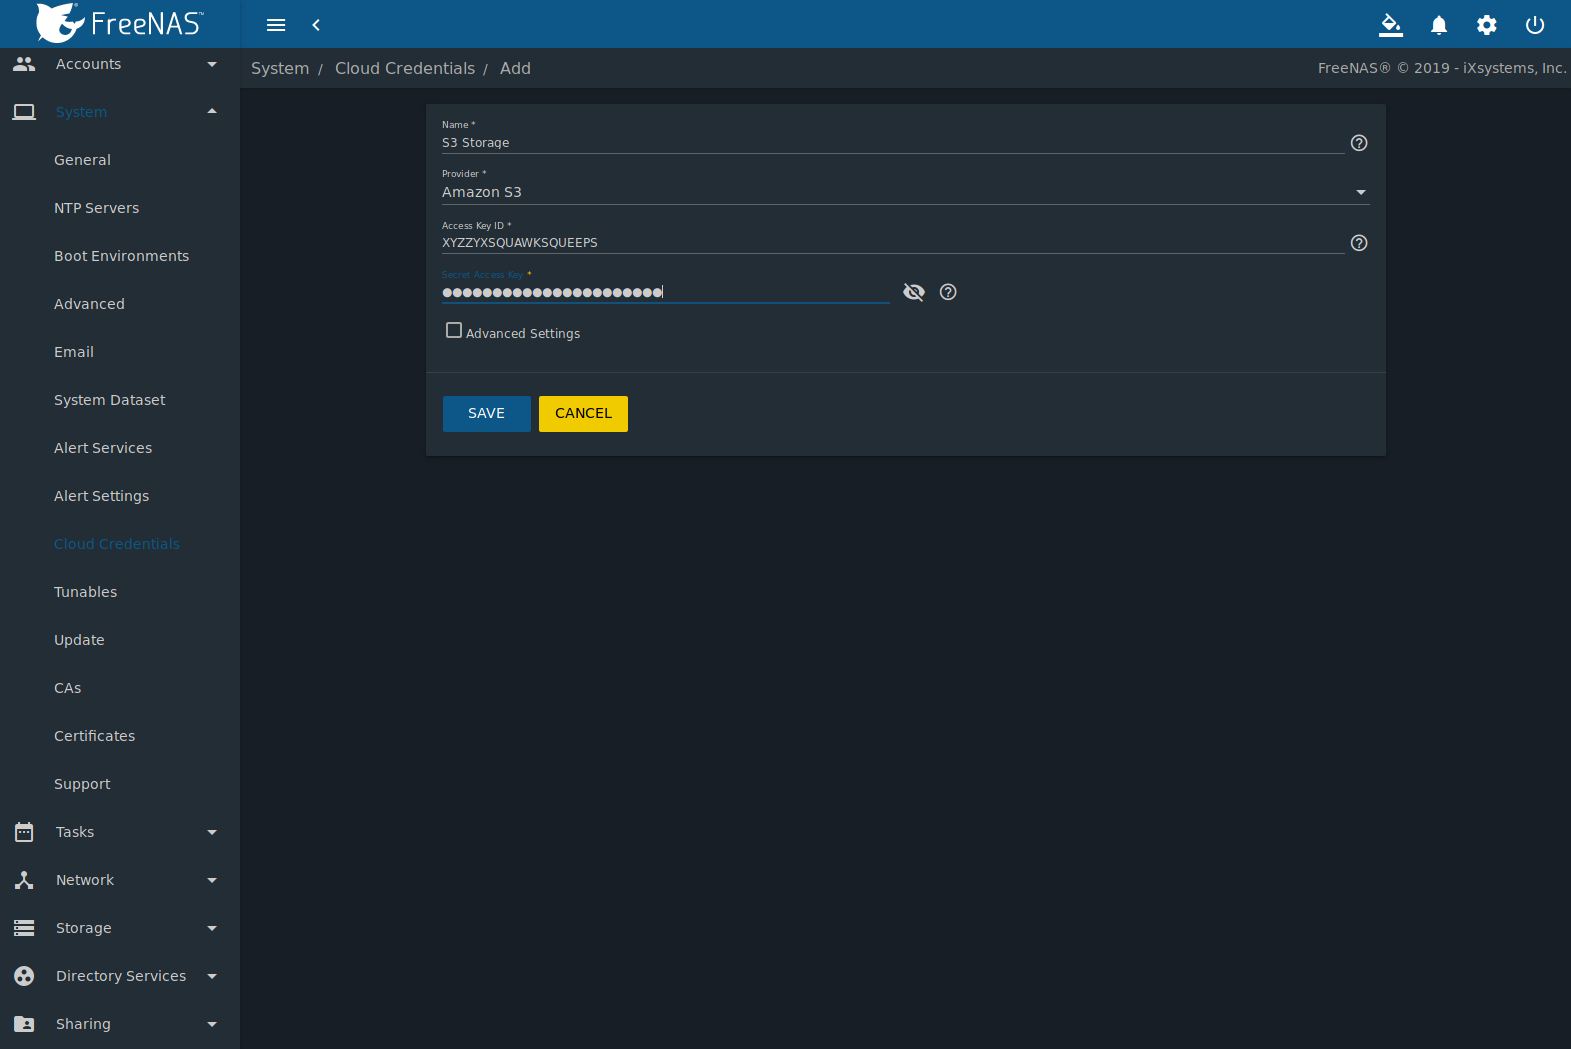 FreeNAS™
System / Cloud Credentials / Add
FreeNAS® © 2019 - iXsystems, Inc.
Accounts
System
General
NTP Servers
Boot Environments
Advanced
Email
System Dataset
Alert Services
Alert Settings
Cloud Credentials
Tunables
Update
CAs
Certificates
Support
Tasks
Network
Storage
Directory Services
Sharing
Name *
S3 Storage
Provider *
Amazon S3
Access Key ID *
XYZZYXSQUAWKSQUEEPS
Secret Access Key *
●●●●●●●●●●●●●●●●●●●●●●
Advanced Settings
SAVE
CANCEL